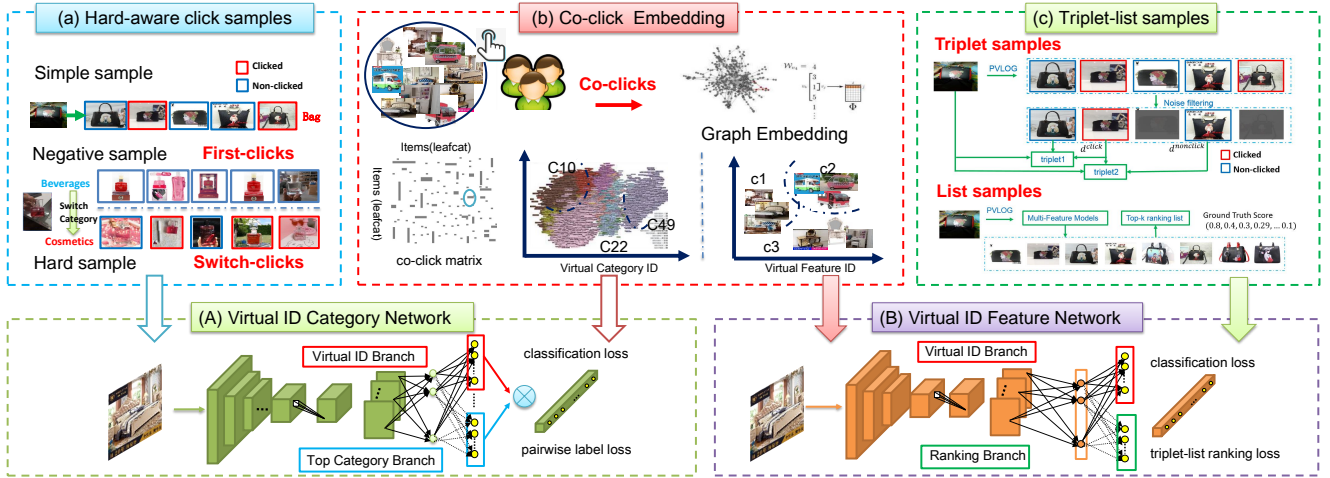 (a) Hard-aware click samples
Simple sample
Clicked
Non-clicked
Bag
Negative sample
First-clicks
Beverages
Switch
Category
Cosmetics
Hard sample
Switch-clicks
(b) Co-click Embedding
Co-clicks
Graph Embedding
Items(leafcat)
Items (leafcat)
co-click matrix
C10
C22
C49
Virtual Category ID
c1
c2
c3
Virtual Feature ID
(c) Triplet-list samples
Triplet samples
PVLOG
Noise filtering
d^click
d^nonclick
triplet1
triplet2
Clicked
Non-clicked
List samples
PVLOG
Multi-Feature Models
Top-k ranking list
Ground Truth Score
(0.8, 0.4, 0.3, 0.29, ... 0.1)
(A) Virtual ID Category Network
Virtual ID Branch
classification loss
Top Category Branch
pairwise label loss
(B) Virtual ID Feature Network
Virtual ID Branch
classification loss
Ranking Branch
triplet-list ranking loss